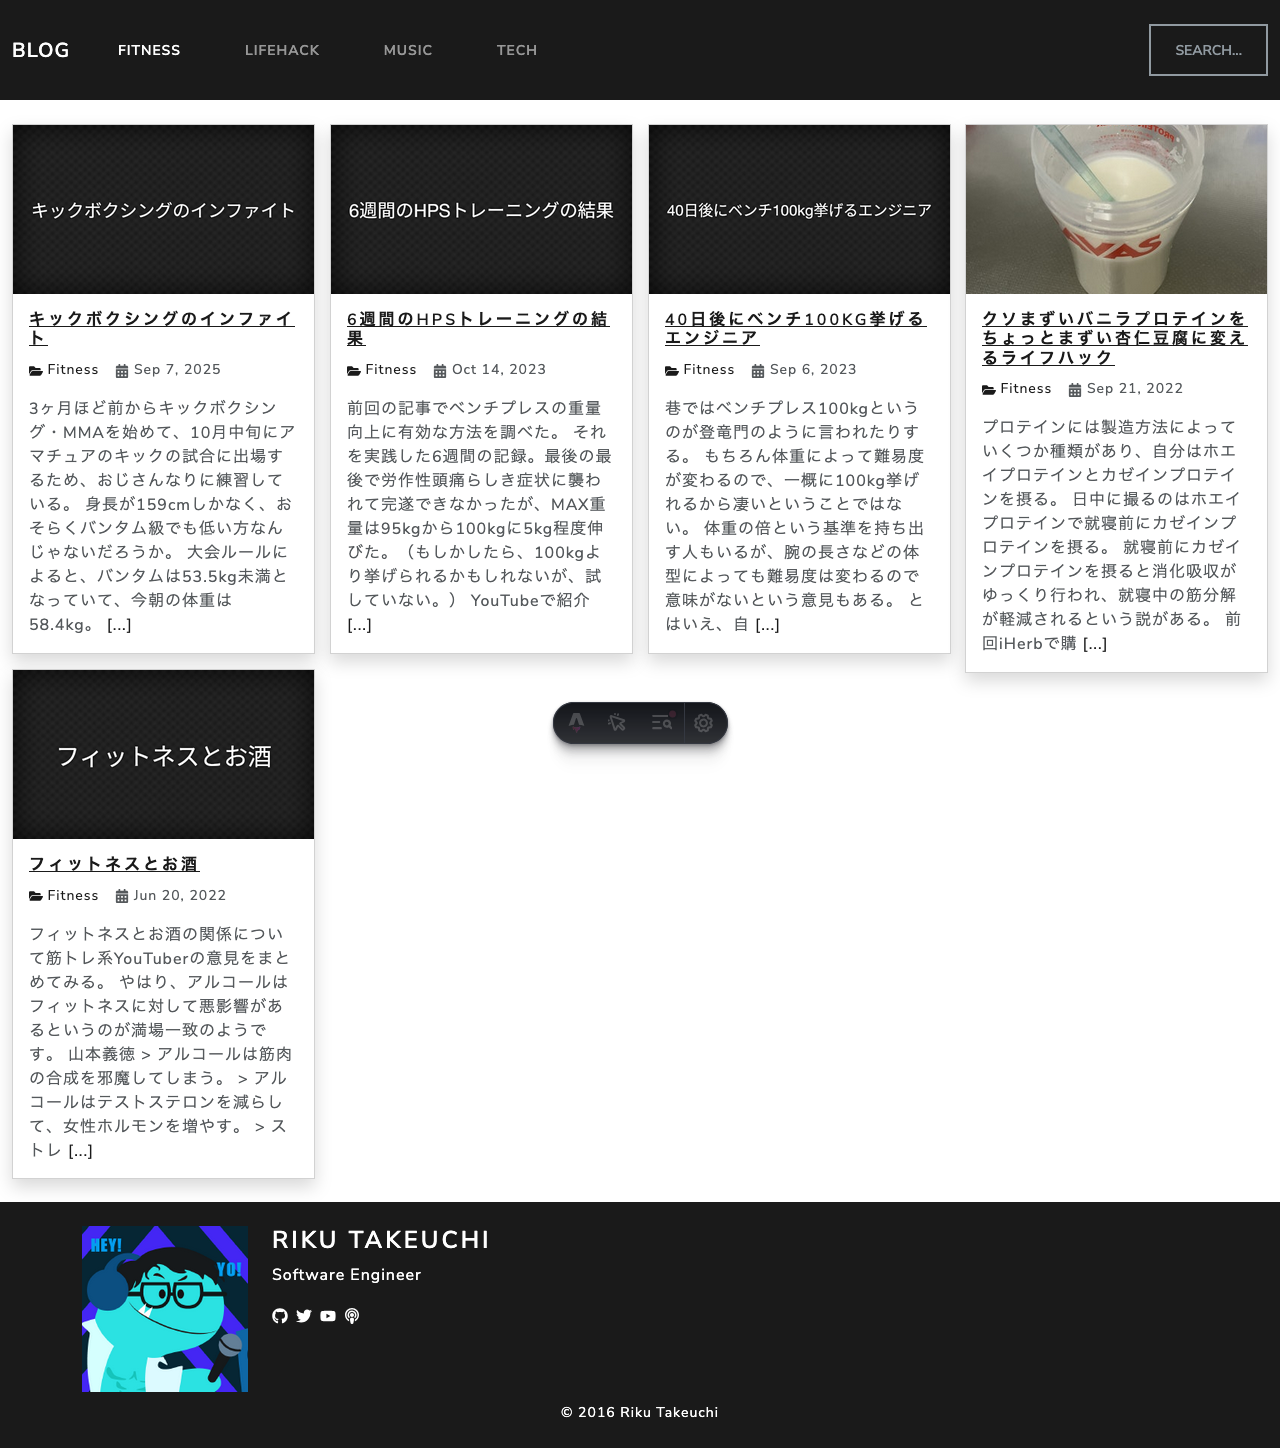 BLOG FITNESS LIFEHACK MUSIC TECH SEARCH...
キックボクシングのインファイト
キックボクシングのインファイ
ト
Fitness Sep 7, 2025
3ヶ月ほど前からキックボクシン
グ・MMAを始めて、10月中旬にア
マチュアのキックの試合に出場す
るため、おじさんなりに練習して
いる。 身長が159cmしかなく、お
そらくバンタム級でも低い方なん
じゃないだろうか。 大会ルールに
よると、バンタムは53.5kg未満と
なっていて、今朝の体重は
58.4kg。 [...]
6週間のHPSトレーニングの結果
6週間のHPSトレーニングの結
果
Fitness Oct 14, 2023
前回の記事でベンチプレスの重量
向上に有効な方法を調べた。 それ
を実践した6週間の記録。最後の最
後で労作性頭痛らしき症状に襲わ
れて完遂できなかったが、MAX重
量は95kgから100kgに5kg程度伸
びた。（もしかしたら、100kgよ
り挙げられるかもしれないが、試
していない。） YouTubeで紹介
[...]
40日後にベンチ100kg挙げるエンジニア
40日後にベンチ100KG挙げる
エンジニア
Fitness Sep 6, 2023
巷ではベンチプレス100kgという
のが登竜門のように言われたりす
る。 もちろん体重によって難易度
が変わるので、一概に100kg挙げ
れるから凄いということではな
い。 体重の倍という基準を持ち出
す人もいるが、腕の長さなどの体
型によっても難易度は変わるので
意味がないという意見もある。 と
はいえ、自 [...]
PROTEIN
AVAS
クソまずいバニラプロテインを
ちょっとまずい杏仁豆腐に変え
るライフハック
Fitness Sep 21, 2022
プロテインには製造方法によって
いくつか種類があり、自分はホエ
イプロテインとカゼインプロテイ
ンを摂る。 日中に撮るのはホエイ
プロテインで就寝前にカゼインプ
ロテインを摂る。 就寝前にカゼイ
ンプロテインを摂ると消化吸収が
ゆっくり行われ、就寝中の筋分解
が軽減されるという説がある。 前
回iHerbで購 [...]
フィットネスとお酒
フィットネスとお酒
Fitness Jun 20, 2022
フィットネスとお酒の関係につい
て筋トレ系YouTuberの意見をまと
めてみる。 やはり、アルコールは
フィットネスに対して悪影響があ
るというのが満場一致のようで
す。 山本義徳 > アルコールは筋肉
の合成を邪魔してしまう。 > アル
コールはテストステロンを減らし
て、女性ホルモンを増やす。 > ス
トレ [...]
HEY!
YO!
RIKU TAKEUCHI
Software Engineer
© 2016 Riku Takeuchi